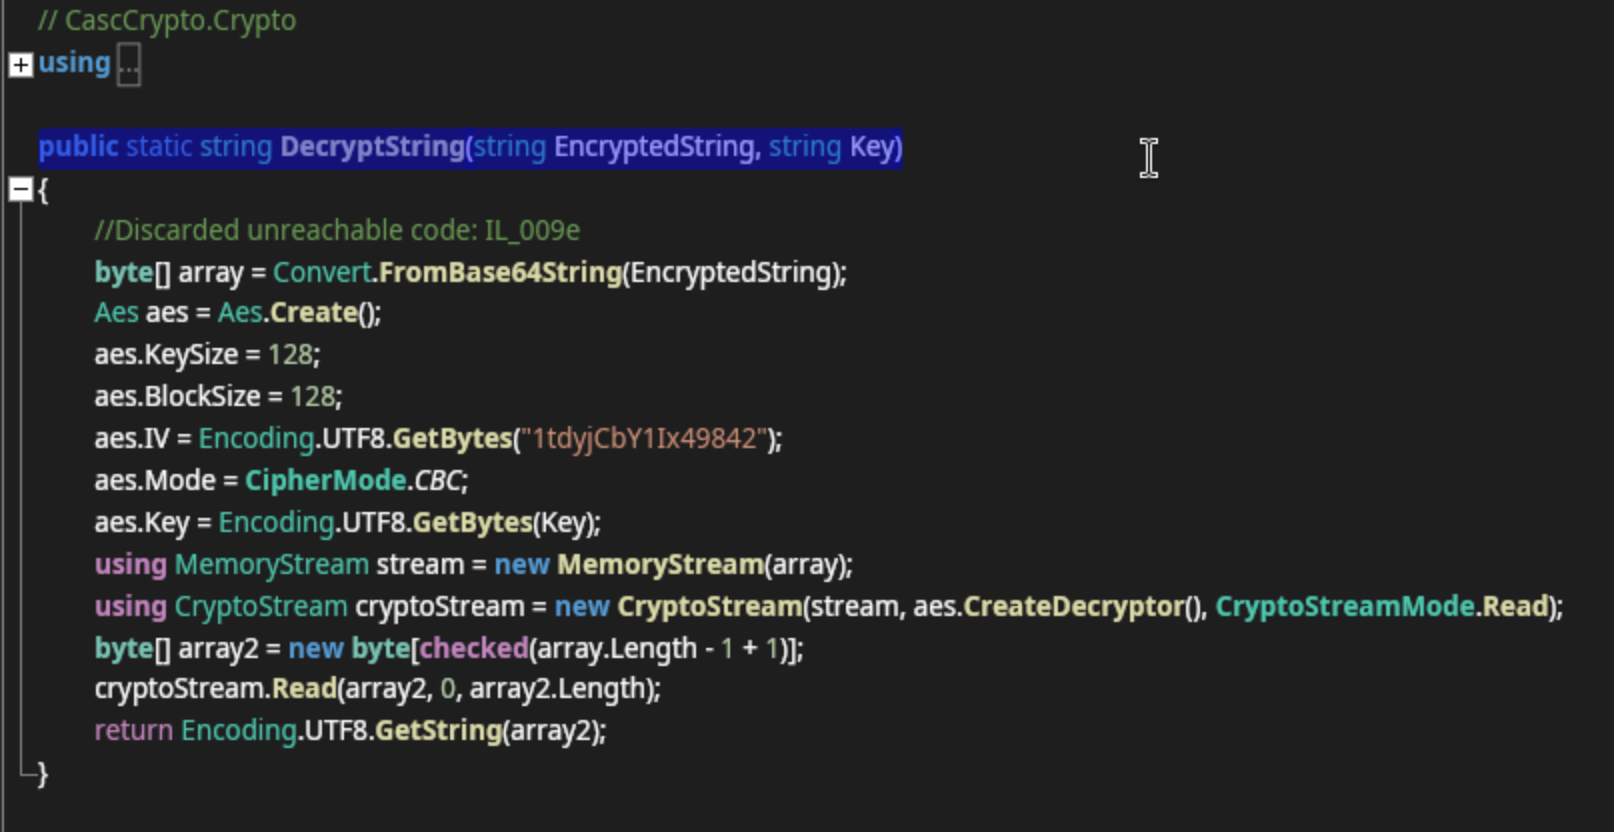 // CascCrypto.Crypto
using ...
public static string DecryptString(string EncryptedString, string Key)
{
//Discarded unreachable code: IL_009e
byte[] array = Convert.FromBase64String(EncryptedString);
Aes aes = Aes.Create();
aes.KeySize = 128;
aes.BlockSize = 128;
aes.IV = Encoding.UTF8.GetBytes("1tdyjCbY1Ix49842");
aes.Mode = CipherMode.CBC;
aes.Key = Encoding.UTF8.GetBytes(Key);
using MemoryStream stream = new MemoryStream(array);
using CryptoStream cryptoStream = new CryptoStream(stream, aes.CreateDecryptor(), CryptoStreamMode.Read);
byte[] array2 = new byte[checked(array.Length - 1 + 1)];
cryptoStream.Read(array2, 0, array2.Length);
return Encoding.UTF8.GetString(array2);
}